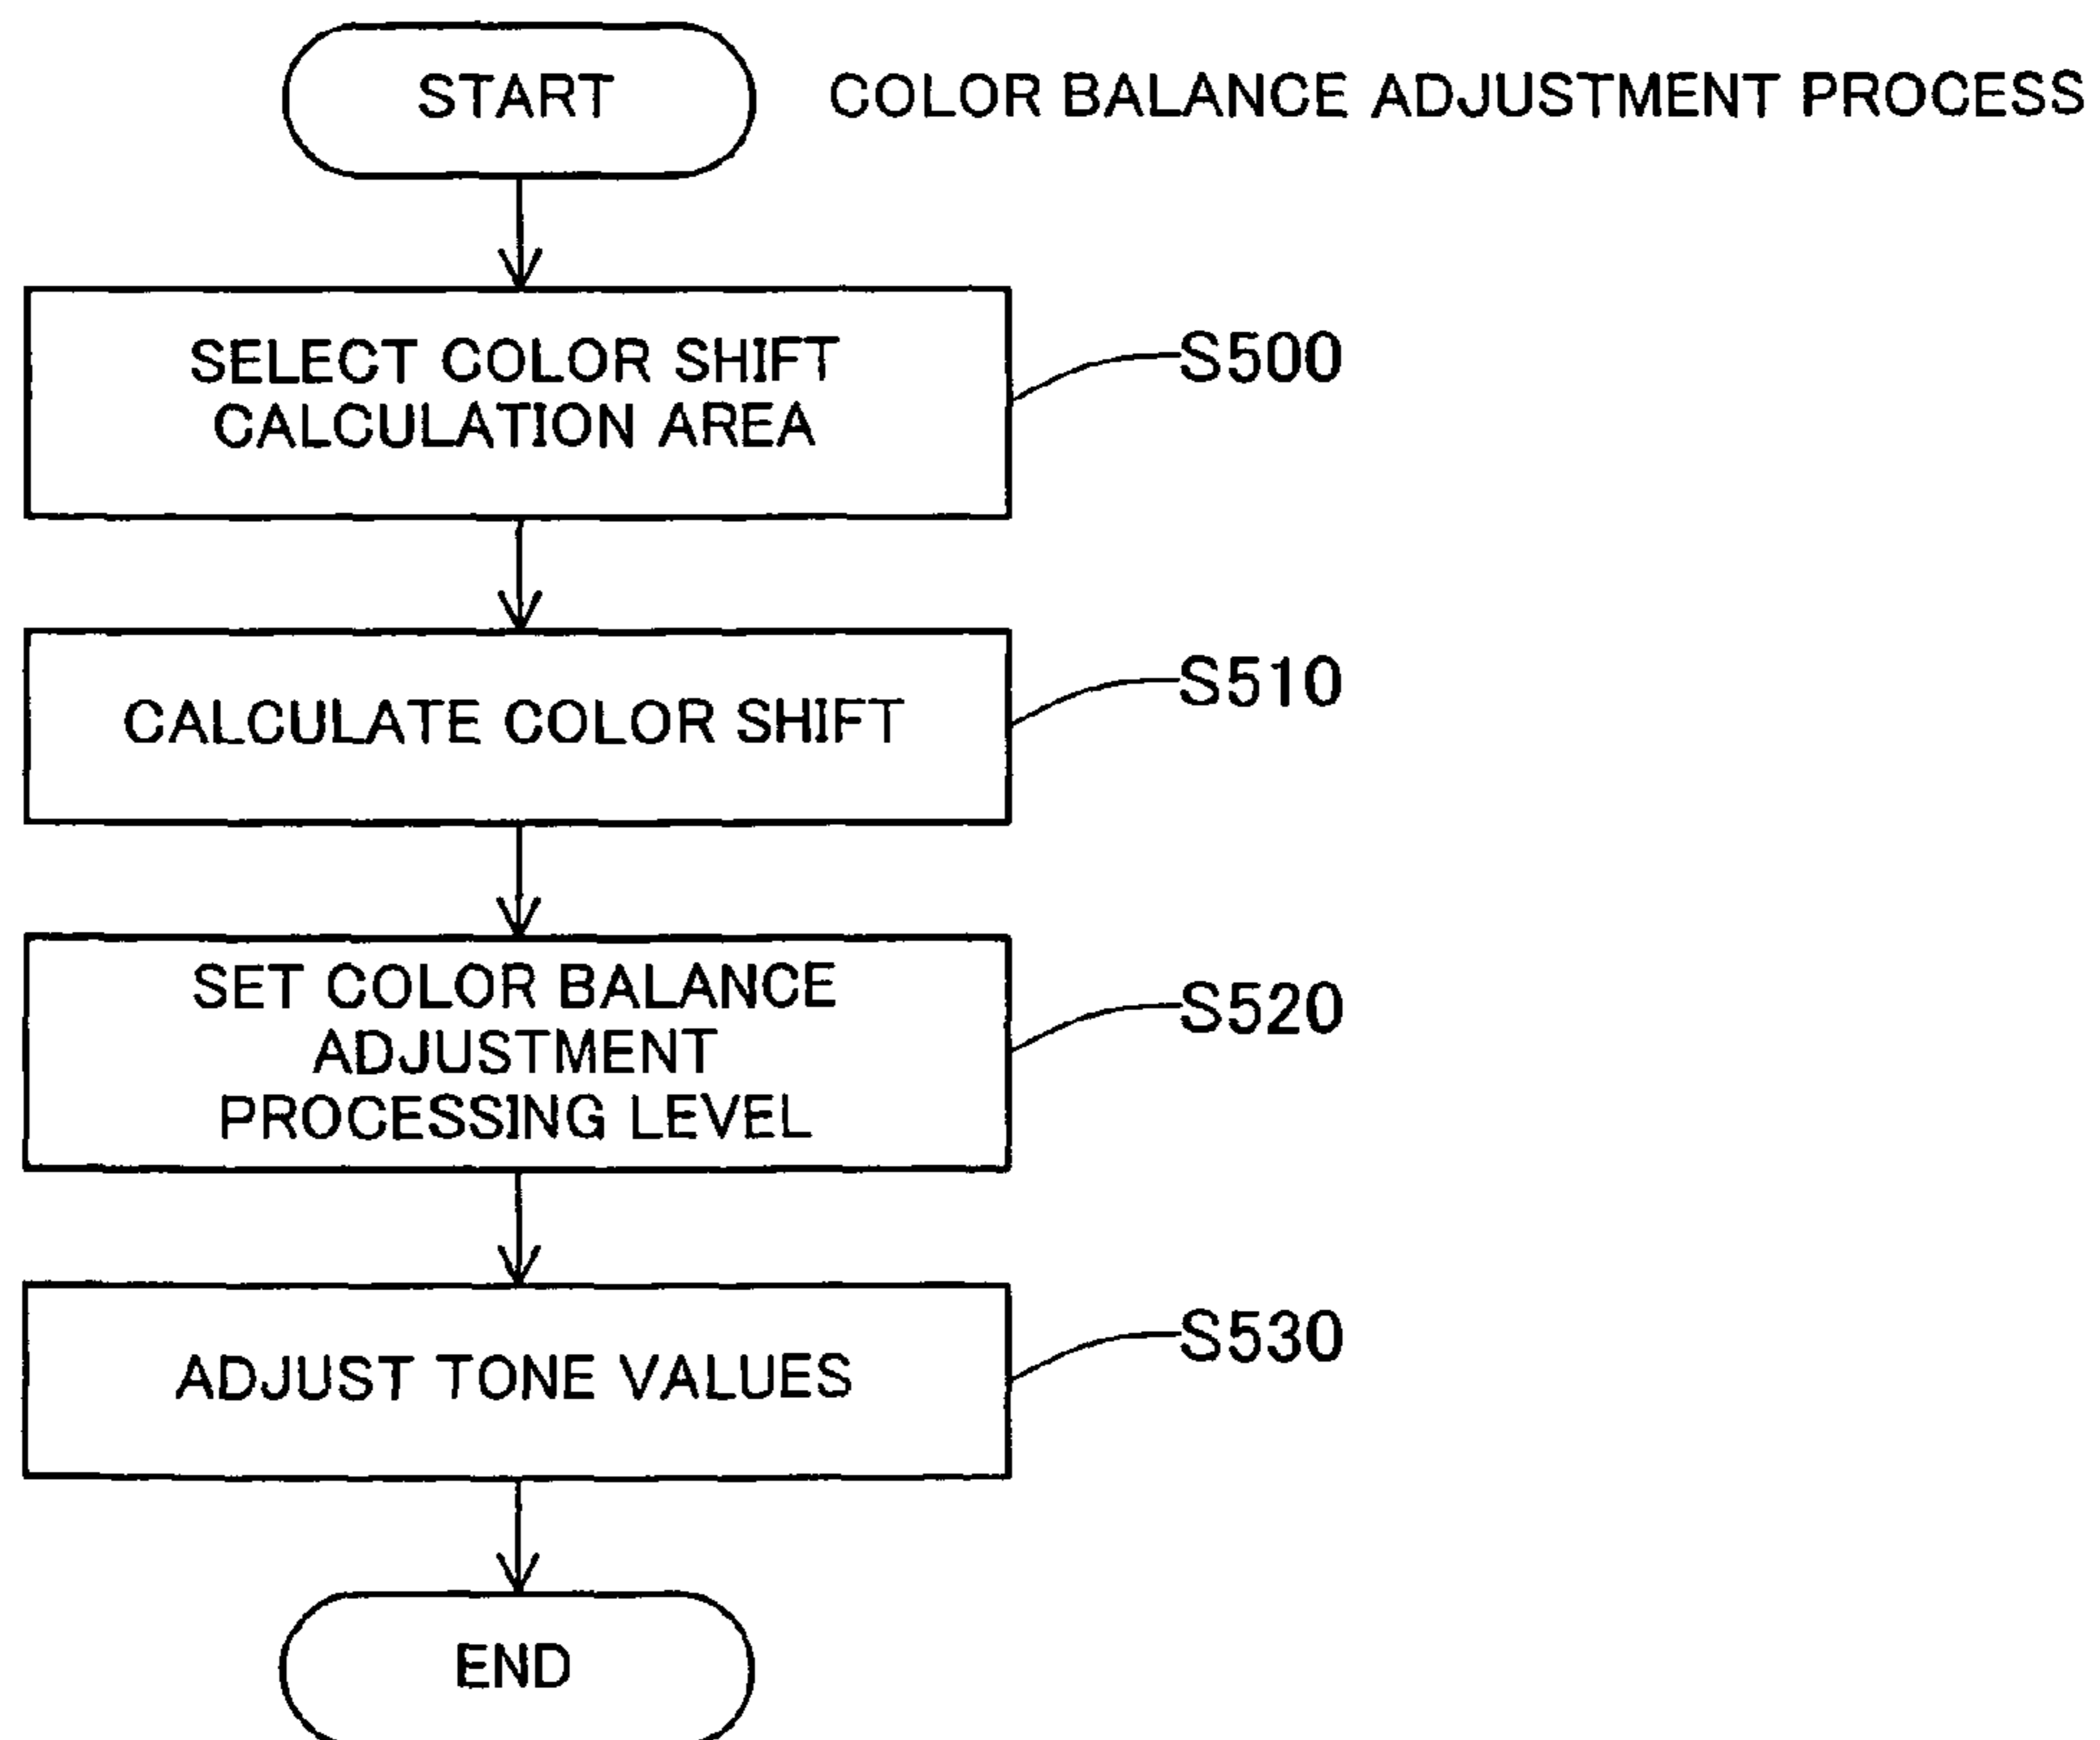 START
COLOR BALANCE ADJUSTMENT PROCESS
SELECT COLOR SHIFT
CALCULATION AREA
S500
CALCULATE COLOR SHIFT
S510
SET COLOR BALANCE
ADJUSTMENT
PROCESSING LEVEL
S520
ADJUST TONE VALUES
S530
END